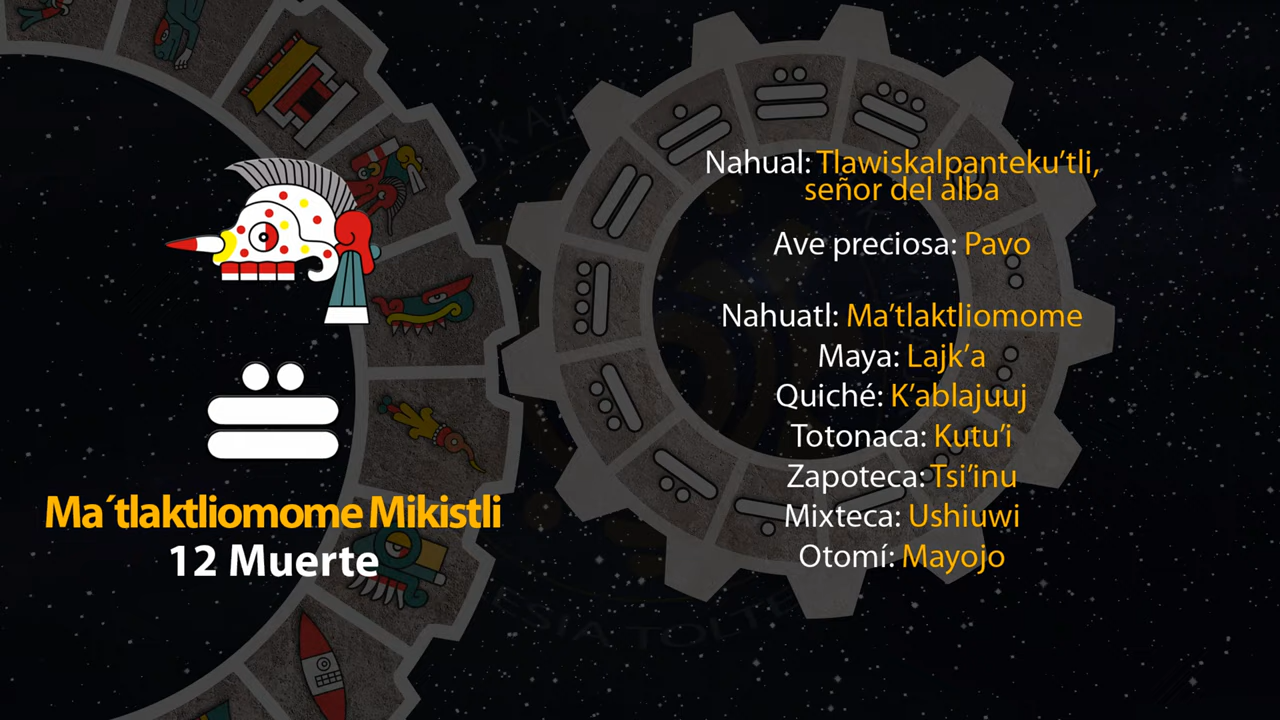 Nahual: Tlawiskalpanteku’tli,
señor del alba
Ave preciosa: Pavo
Nahuatl: Ma’tlaktliomome
Maya: Lajk’a
Quiché: K’ablajuuj
Totonaca: Kutu’i
Zapoteca: Tsi’inu
Mixteca: Ushiuwi
Otomí: Mayojo
Ma´tlaktliomome Mikistli
12 Muerte